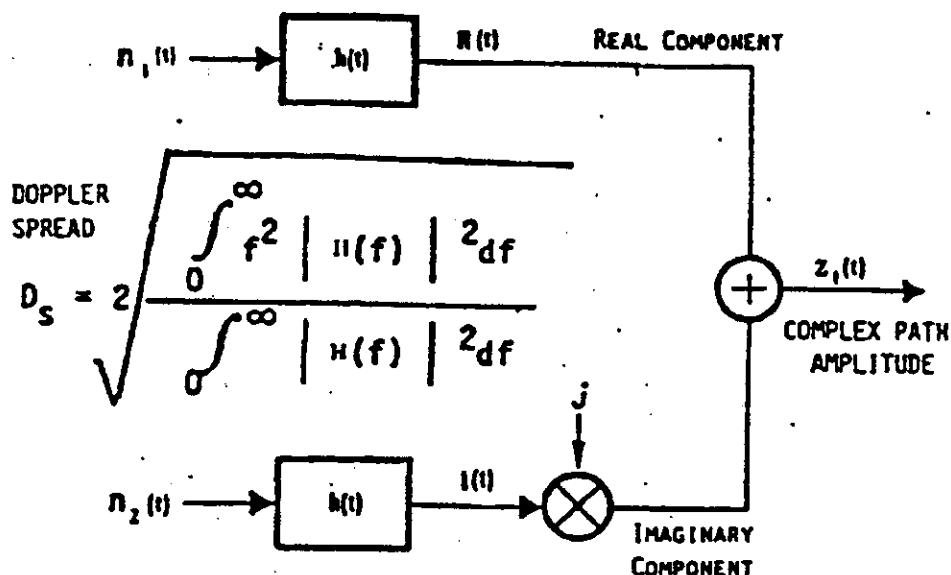 n₁(t) h(t) R(t) REAL COMPONENT
DOPPLER
SPREAD
D_S = 2 √
∫₀^∞ f² | H(f) | ² df
∫₀^∞ | H(f) | ² df
+ z₁(t)
COMPLEX PATH
AMPLITUDE
j
n₂(t) h(t) I(t)
IMAGINARY
COMPONENT